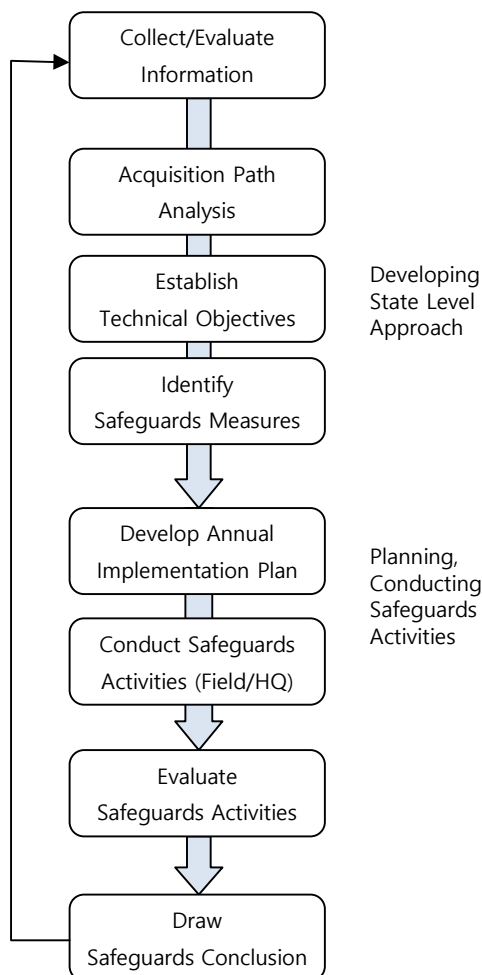 Collect/Evaluate
Information
Acquisition Path
Analysis
Establish
Technical Objectives
Developing
State Level
Approach
Identify
Safeguards Measures
Develop Annual
Implementation Plan
Planning,
Conducting
Safeguards
Activities
Conduct Safeguards
Activities (Field/HQ)
Evaluate
Safeguards Activities
Draw
Safeguards Conclusion